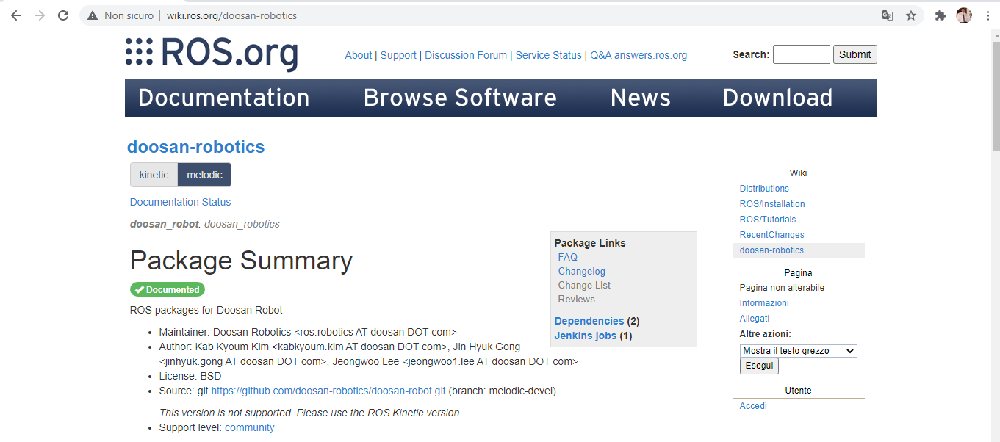 Non sicuro | wiki.ros.org/doosan-robotics
ROS.org
About | Support | Discussion Forum | Service Status | Q&A answers.ros.org
Search: Submit
Documentation Browse Software News Download
doosan-robotics
kinetic melodic
Documentation Status
doosan_robot: doosan_robotics
Package Summary
Documented
ROS packages for Doosan Robot
• Maintainer: Doosan Robotics <ros.robotics AT doosan DOT com>
• Author: Kab Kyoum Kim <kabkyoum.kim AT doosan DOT com>, Jin Hyuk Gong
<jinhyuk.gong AT doosan DOT com>, Jeongwoo Lee <jeongwoo1.lee AT doosan DOT com>
• License: BSD
• Source: git https://github.com/doosan-robotics/doosan-robot.git (branch: melodic-devel)
This version is not supported. Please use the ROS Kinetic version
• Support level: community
Package Links
FAQ
Changelog
Change List
Reviews
Dependencies (2)
Jenkins jobs (1)
Wiki
Distributions
ROS/Installation
ROS/Tutorials
RecentChanges
doosan-robotics
Pagina
Pagina non alterabile
Informazioni
Allegati
Altre azioni:
Mostra il testo grezzo
Esegui
Utente
Accedi